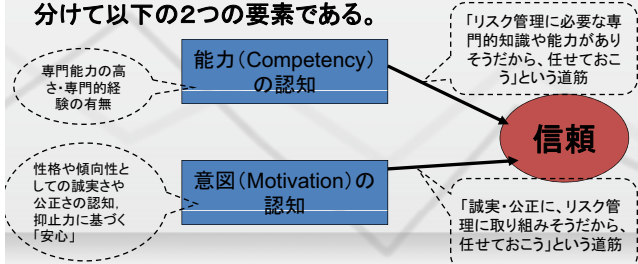 分けて以下の2つの要素である。
「リスク管理に必要な専
門的知識や能力があり
そうだから、任せておこ
う」という道筋
能力(Competency)
の認知
専門能力の高
さ・専門的経
験の有無
信頼
性格や傾向性と
しての誠実さや
公正さの認知,
抑止力に基づく
「安心」
意図(Motivation)の
認知
「誠実・公正に、リスク管
理に取り組みそうだから、
任せておこう」という道筋